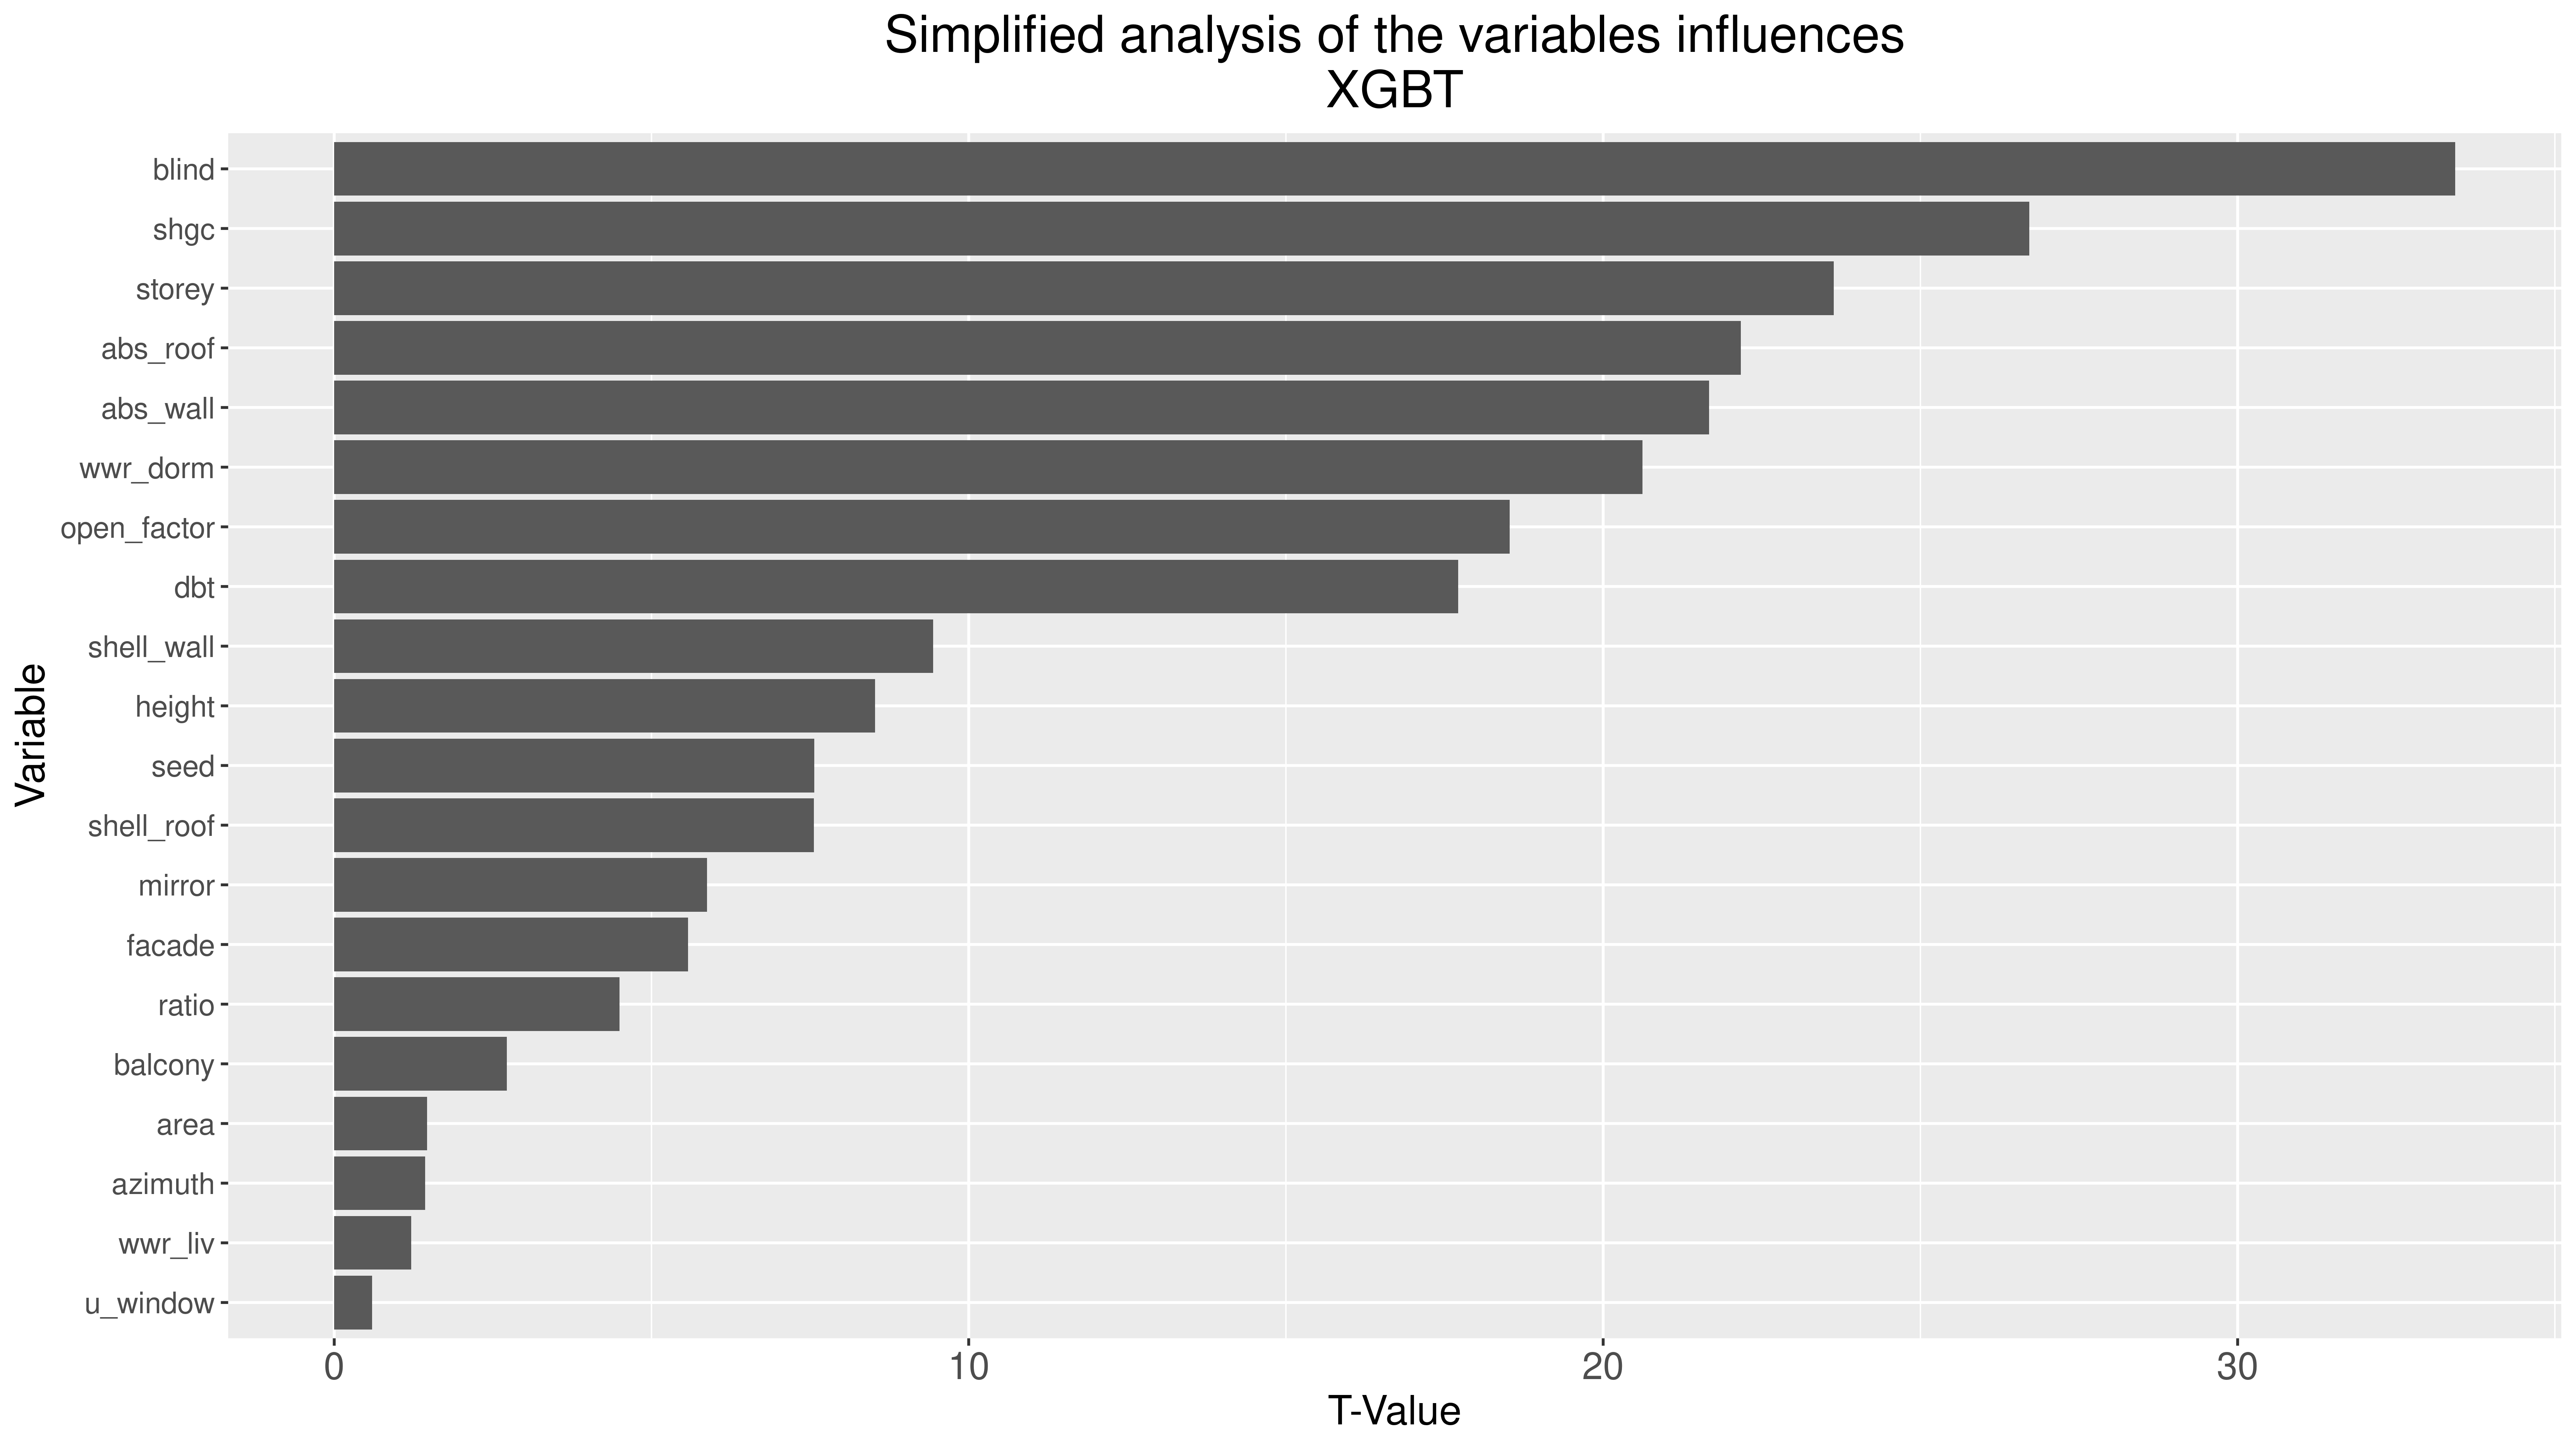 Simplified analysis of the variables influences
XGBT
Variable
blind
shgc
storey
abs_roof
abs_wall
wwr_dorm
open_factor
dbt
shell_wall
height
seed
shell_roof
mirror
facade
ratio
balcony
area
azimuth
wwr_liv
u_window
0 10 20 30
T-Value